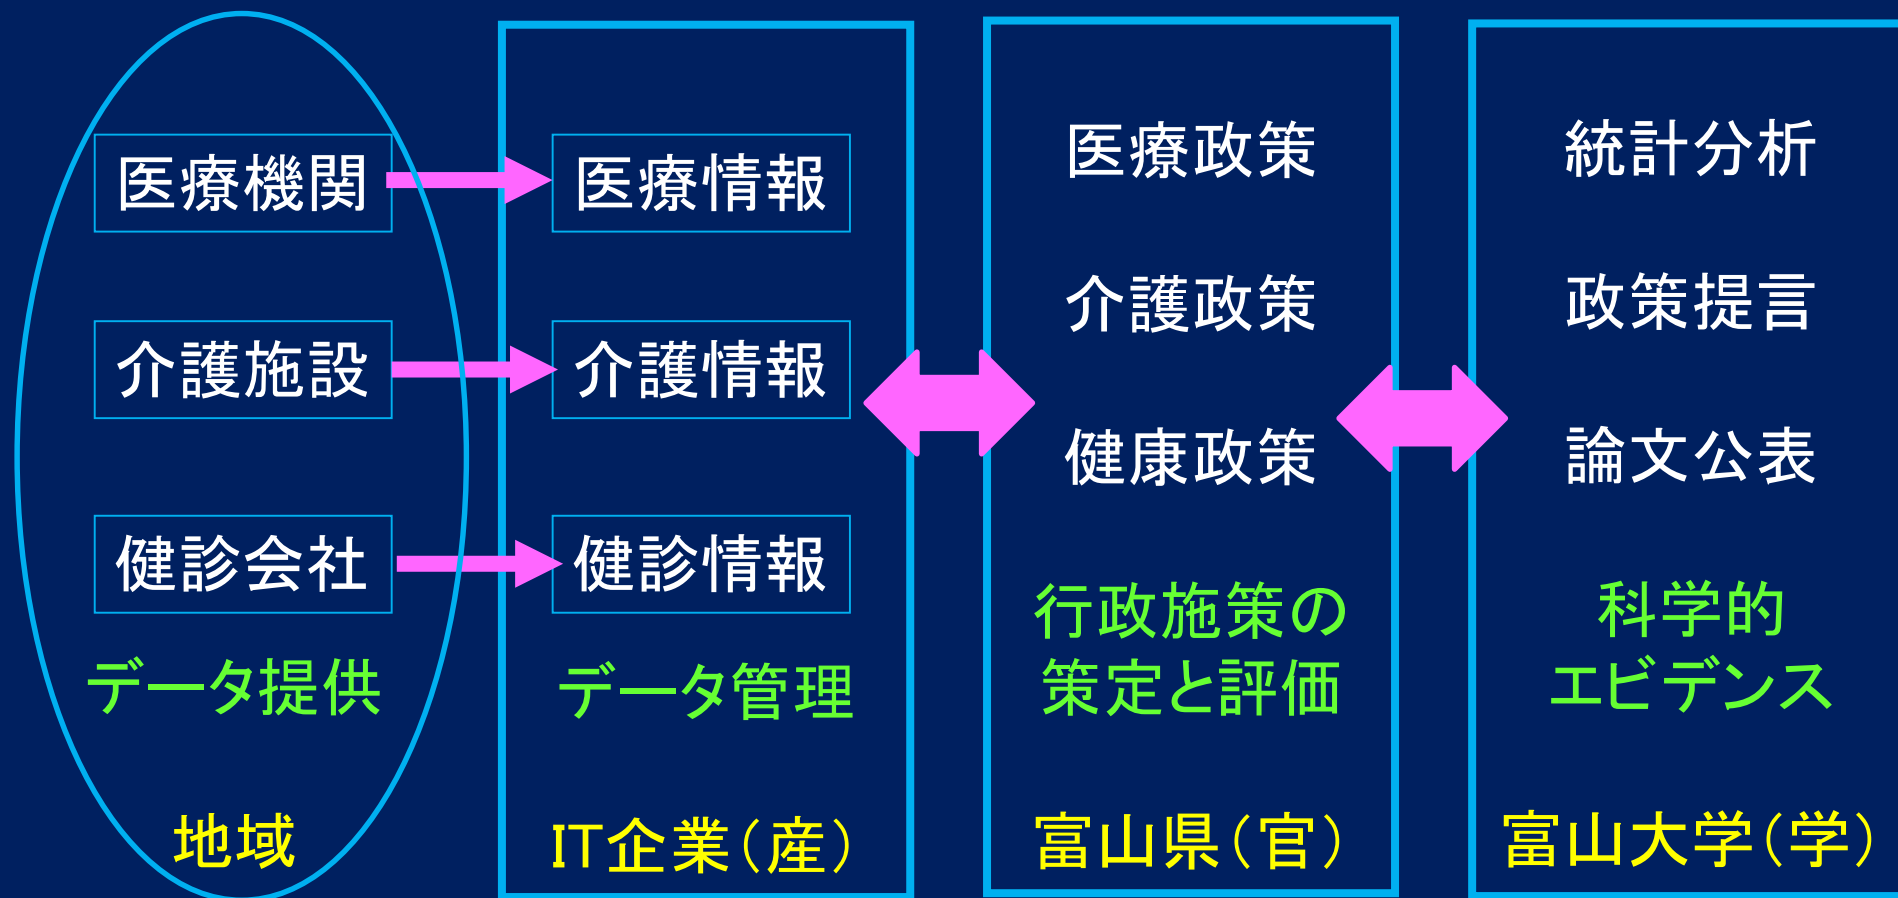 医療機関
介護施設
健診会社
データ提供
地域
医療情報
介護情報
健診情報
データ管理
IT企業(産)
医療政策
介護政策
健康政策
行政施策の
策定と評価
富山県(官)
統計分析
政策提言
論文公表
科学的
エビデンス
富山大学(学)